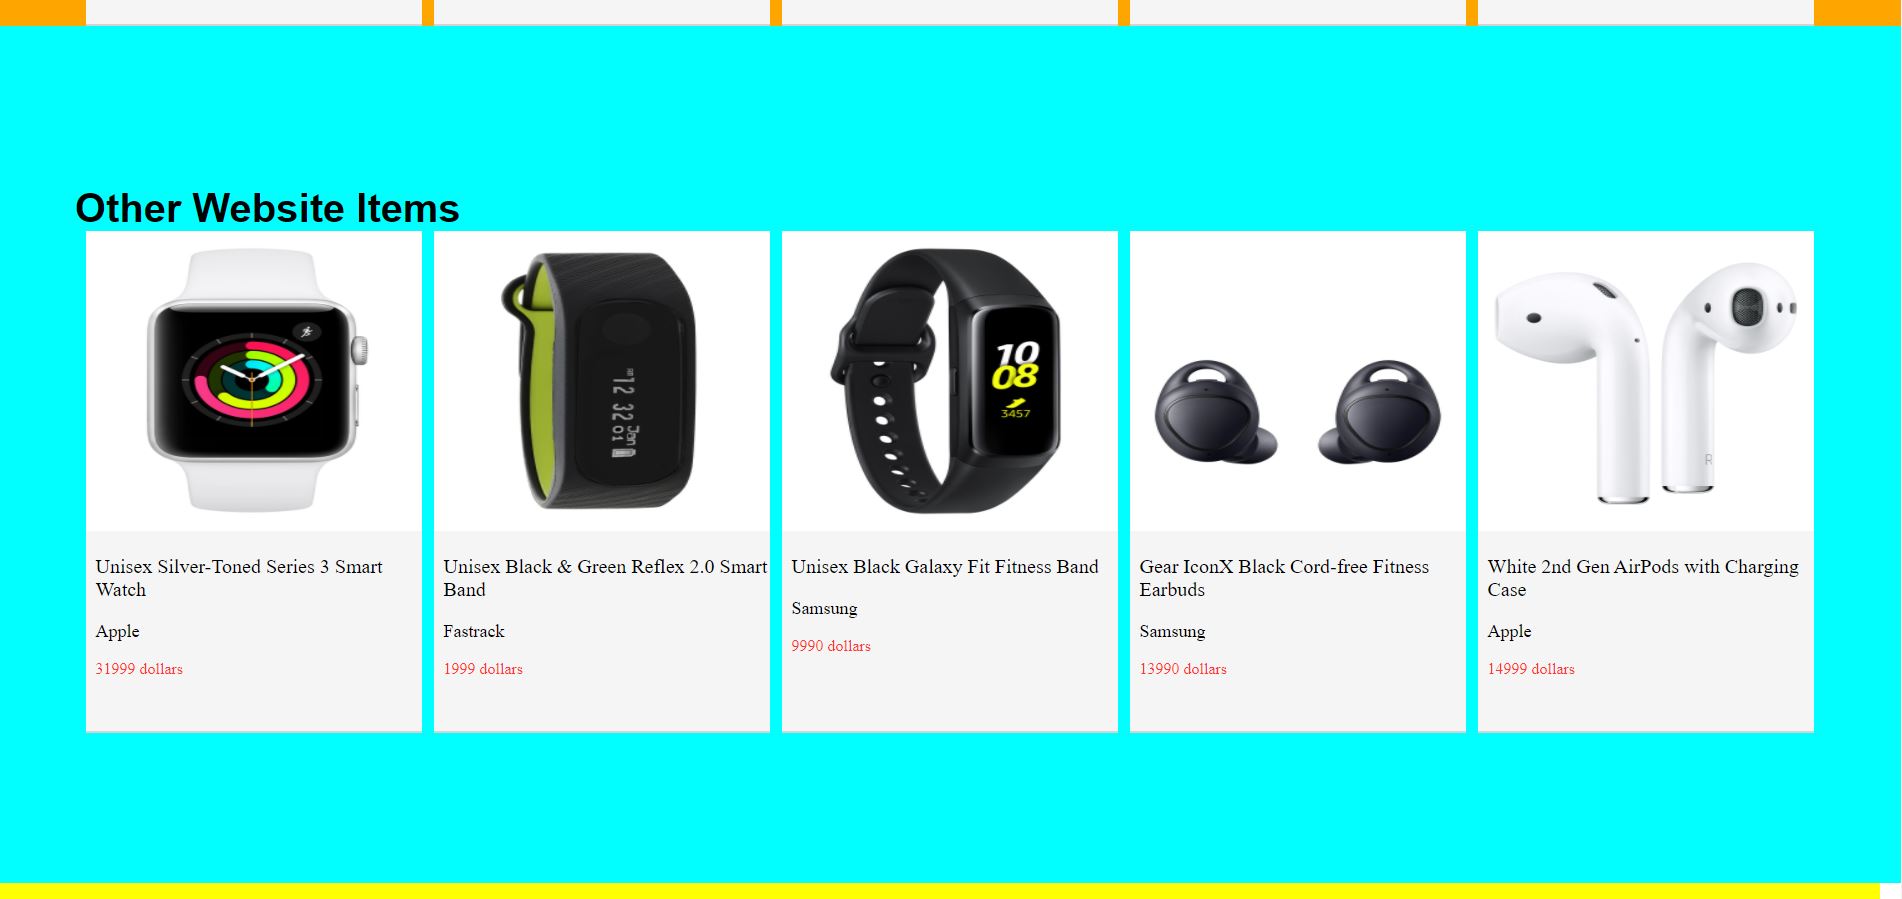 Other Website Items
12 32
Jan 01
10
08
3457
R
Unisex Silver-Toned Series 3 Smart
Watch
Apple
31999 dollars
Unisex Black & Green Reflex 2.0 Smart
Band
Fastrack
1999 dollars
Unisex Black Galaxy Fit Fitness Band
Samsung
9990 dollars
Gear IconX Black Cord-free Fitness
Earbuds
Samsung
13990 dollars
White 2nd Gen AirPods with Charging
Case
Apple
14999 dollars